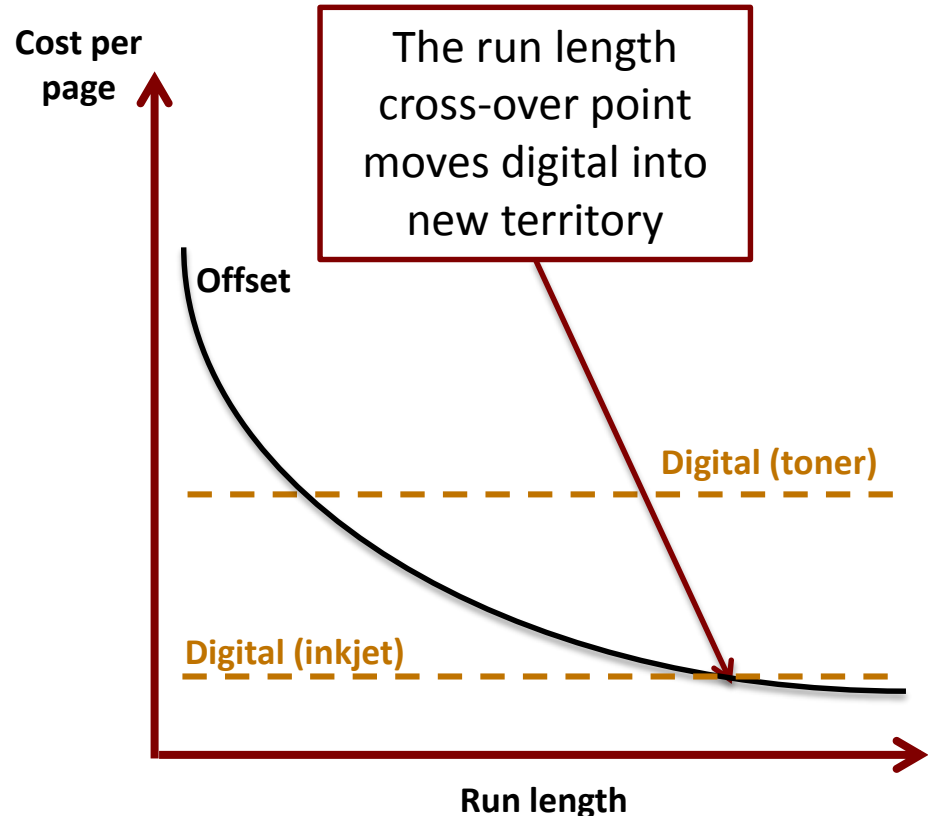 Cost per
page
The run length
cross-over point
moves digital into
new territory
Offset
Digital (toner)
Digital (inkjet)
Run length